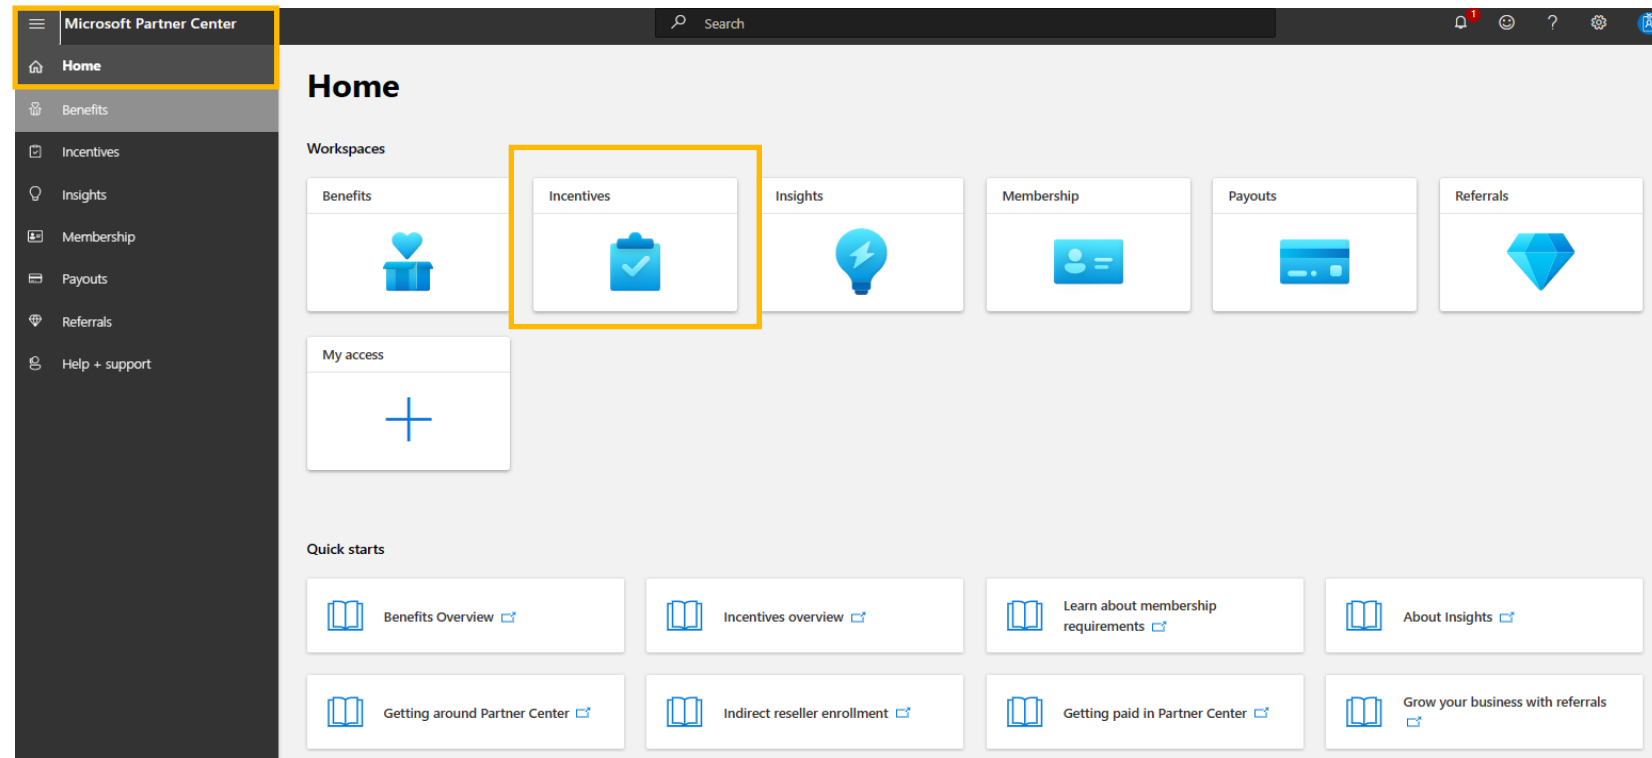 Microsoft Partner Center
Search
1
Home
Benefits
Incentives
Insights
Membership
Payouts
Referrals
Help + support
Home
Workspaces
Benefits
Incentives
Insights
Membership
Payouts
Referrals
My access
Quick starts
Benefits Overview
Incentives overview
Learn about membership
requirements
About Insights
Getting around Partner Center
Indirect reseller enrollment
Getting paid in Partner Center
Grow your business with referrals